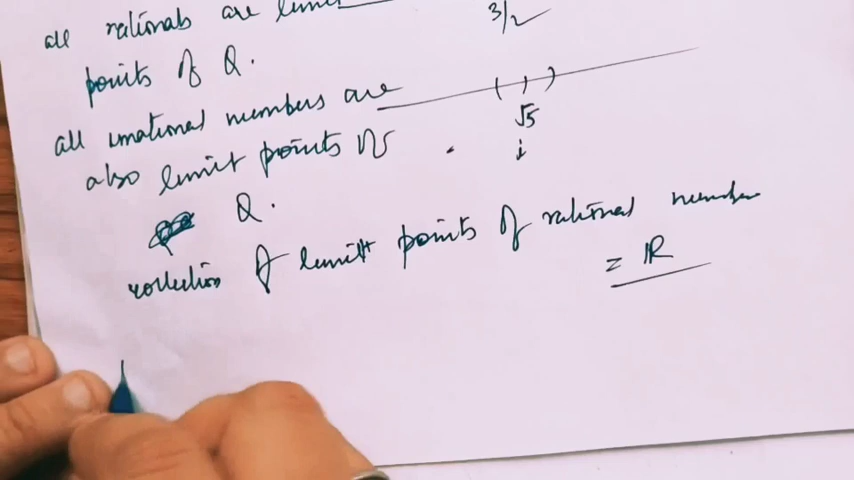 all rationals are limit
3/2
points of Q.
all irrational numbers are
( , )
√5
also limit points of
i
Q.
collection of limit points of rational number
= ℝ